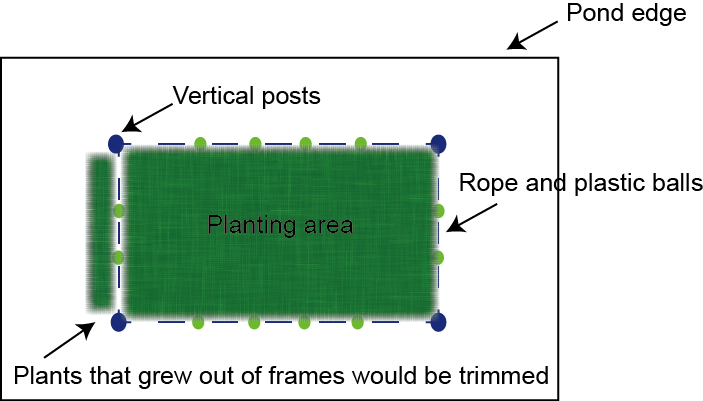 Pond edge
Vertical posts
Rope and plastic balls
Planting area
Plants that grew out of frames would be trimmed